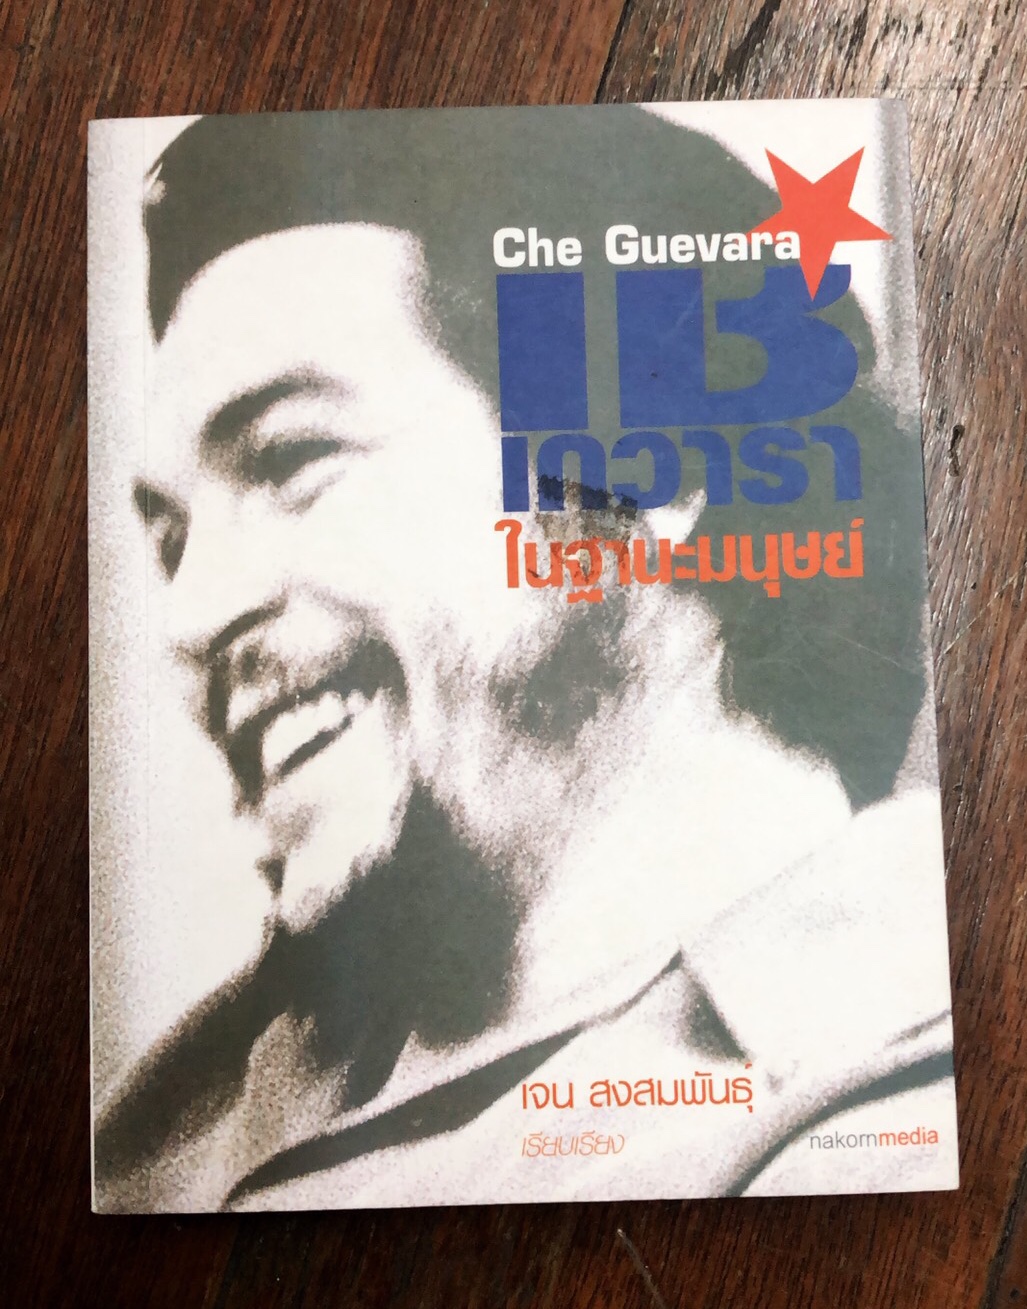 Che Guevara
เช
เกวารา
ในฐานะมนุษย์
เจน สงสมพันธุ์
เรียบเรียง
nakornmedia